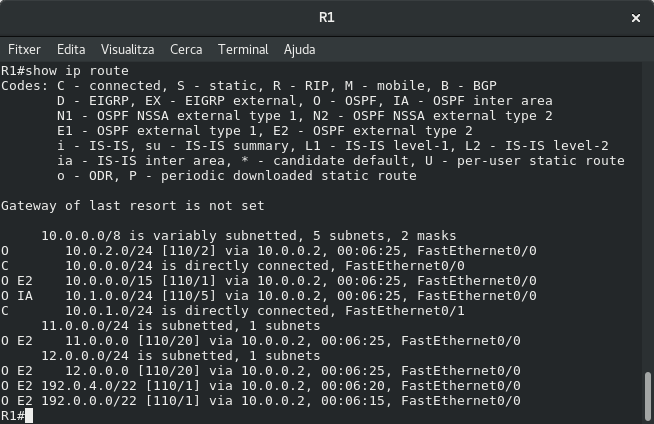 R1
Fitxer Edita Visualitza Cerca Terminal Ajuda
R1#show ip route
Codes: C - connected, S - static, R - RIP, M - mobile, B - BGP
       D - EIGRP, EX - EIGRP external, O - OSPF, IA - OSPF inter area
       N1 - OSPF NSSA external type 1, N2 - OSPF NSSA external type 2
       E1 - OSPF external type 1, E2 - OSPF external type 2
       i - IS-IS, su - IS-IS summary, L1 - IS-IS level-1, L2 - IS-IS level-2
       ia - IS-IS inter area, * - candidate default, U - per-user static route
       o - ODR, P - periodic downloaded static route
Gateway of last resort is not set
     10.0.0.0/8 is variably subnetted, 5 subnets, 2 masks
O       10.0.2.0/24 [110/2] via 10.0.0.2, 00:06:25, FastEthernet0/0
C       10.0.0.0/24 is directly connected, FastEthernet0/0
O E2    10.0.0.0/15 [110/1] via 10.0.0.2, 00:06:25, FastEthernet0/0
O IA    10.1.0.0/24 [110/5] via 10.0.0.2, 00:06:25, FastEthernet0/0
C       10.0.1.0/24 is directly connected, FastEthernet0/1
     11.0.0.0/24 is subnetted, 1 subnets
O E2    11.0.0.0 [110/20] via 10.0.0.2, 00:06:25, FastEthernet0/0
     12.0.0.0/24 is subnetted, 1 subnets
O E2    12.0.0.0 [110/20] via 10.0.0.2, 00:06:25, FastEthernet0/0
O E2 192.0.4.0/22 [110/1] via 10.0.0.2, 00:06:20, FastEthernet0/0
O E2 192.0.0.0/22 [110/1] via 10.0.0.2, 00:06:15, FastEthernet0/0
R1#